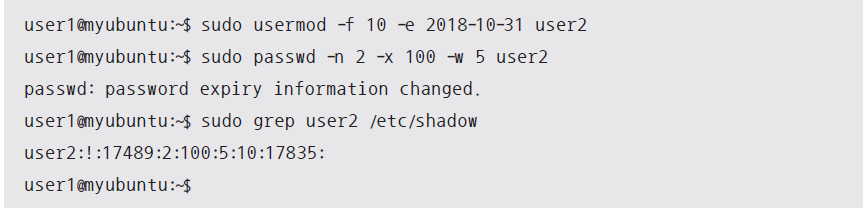 user1@myubuntu:~$ sudo usermod -f 10 -e 2018-10-31 user2
user1@myubuntu:~$ sudo passwd -n 2 -x 100 -w 5 user2
passwd: password expiry information changed.
user1@myubuntu:~$ sudo grep user2 /etc/shadow
user2:!:17489:2:100:5:10:17835:
user1@myubuntu:~$